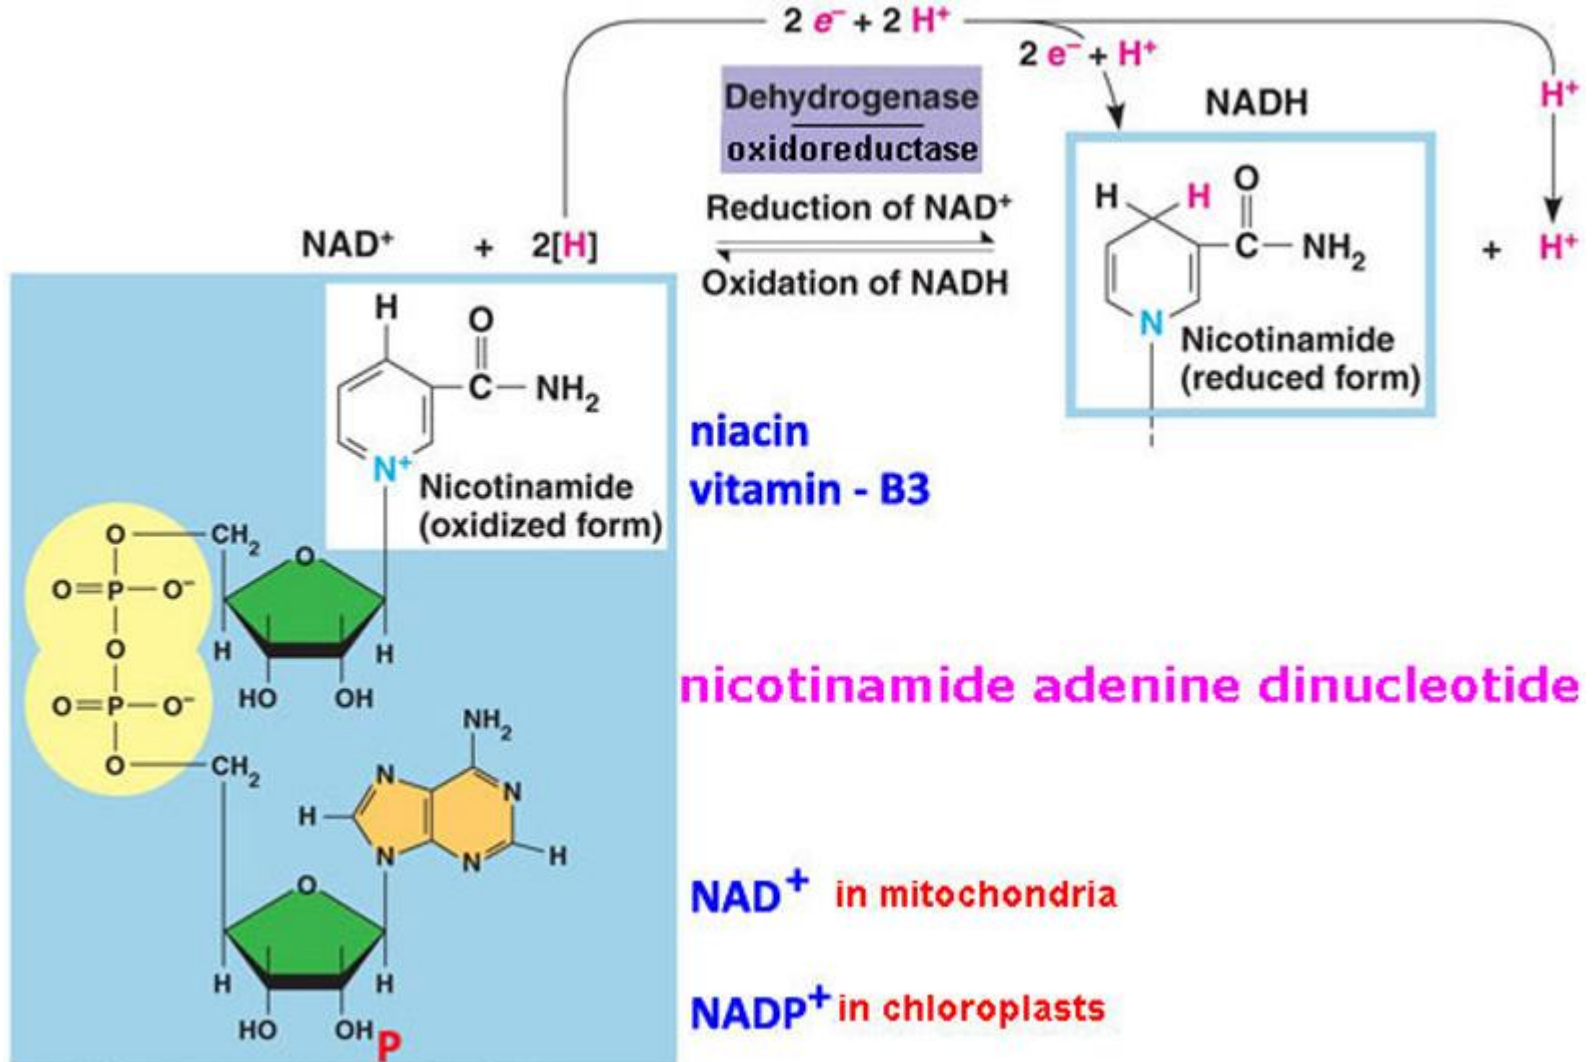 2 e⁻ + 2 H⁺
2 e⁻ + H⁺
Dehydrogenase
oxidoreductase
NADH
H⁺
Reduction of NAD⁺
NAD⁺ + 2[H]
Oxidation of NADH
+ H⁺
H H O
C NH₂
N
Nicotinamide
(reduced form)
H O
C NH₂
N⁺
Nicotinamide
(oxidized form)
niacin
vitamin - B3
O CH₂ O
O P O⁻
O H H
HO OH
O P O⁻
O CH₂
nicotinamide adenine dinucleotide
NH₂
N N
H
N N H
O
H H
HO OH P
NAD⁺ in mitochondria
NADP⁺ in chloroplasts